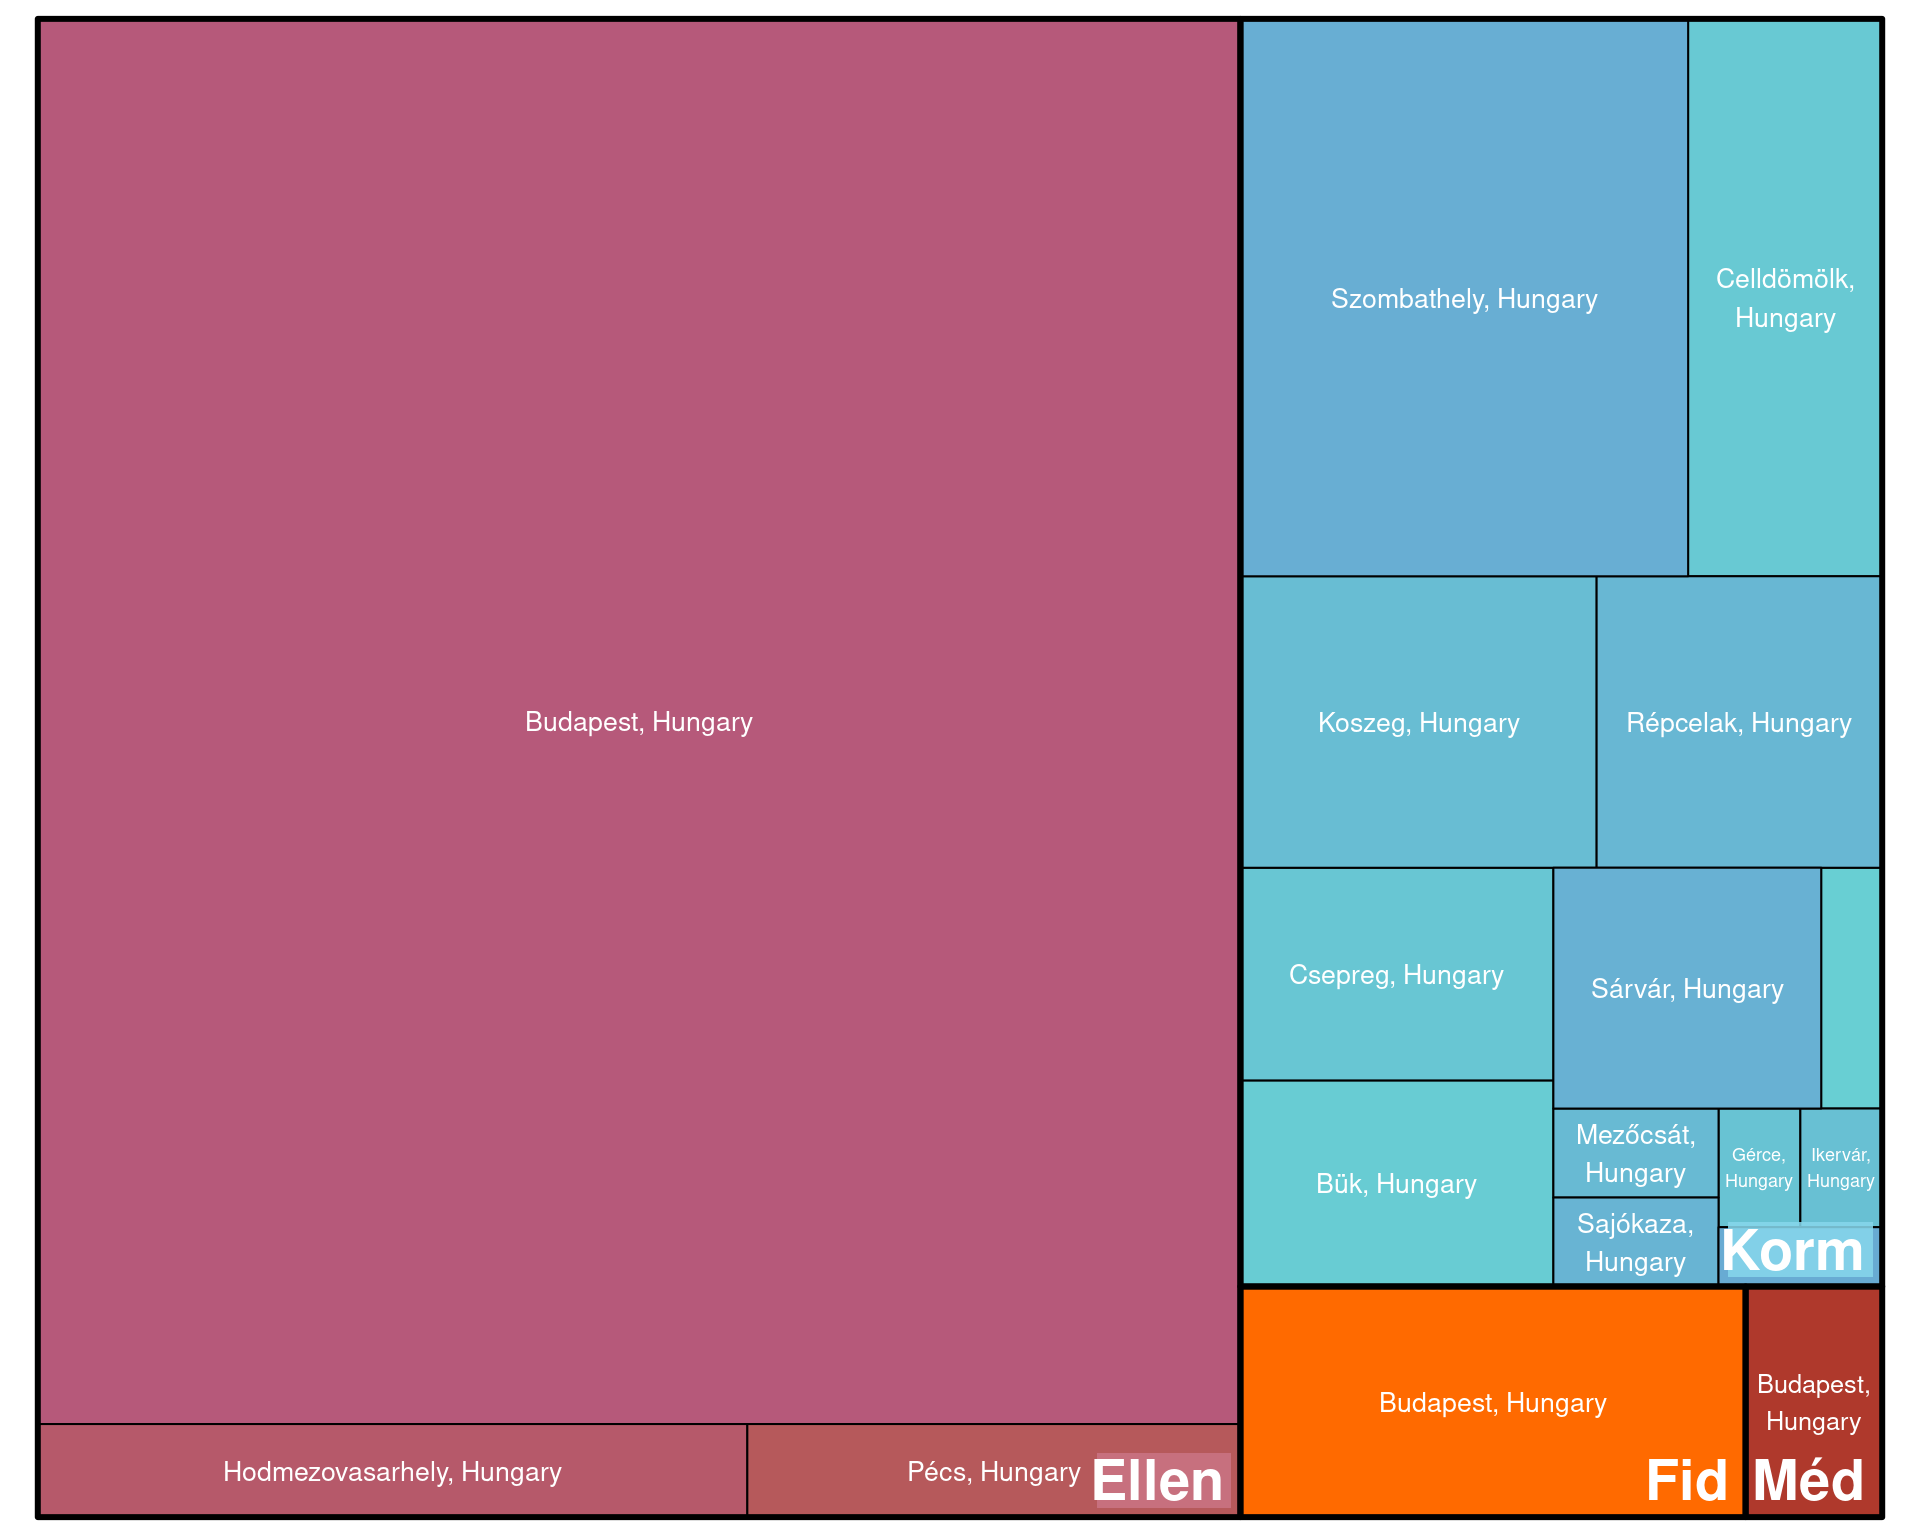 Budapest, Hungary
Hodmezovasarhely, Hungary
Pécs, Hungary
Ellen
Szombathely, Hungary
Celldömölk,
Hungary
Koszeg, Hungary
Répcelak, Hungary
Csepreg, Hungary
Sárvár, Hungary
Bük, Hungary
Mezőcsát,
Hungary
Gérce,
Hungary
Ikervár,
Hungary
Sajókaza,
Hungary
Korm
Budapest, Hungary
Fid
Budapest,
Hungary
Méd